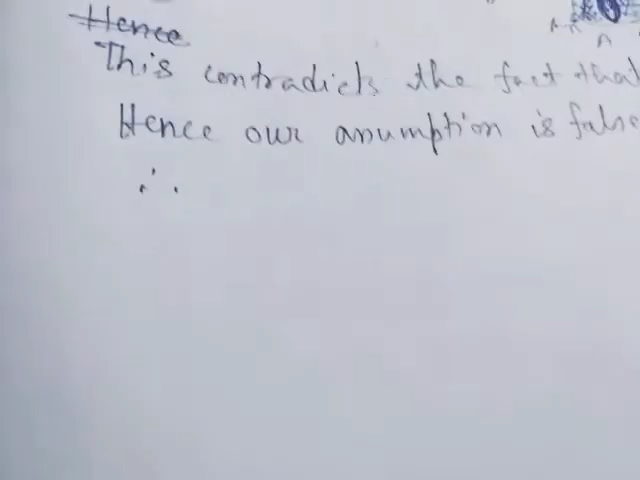 Hence
This contradicts the fact that
Hence our assumption is false
∴